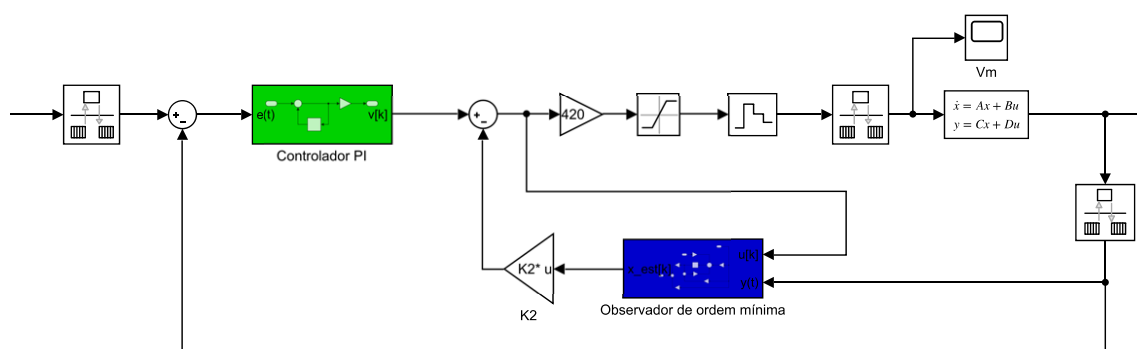 Vm
e(t)
v[k]
420
ẋ = Ax + Bu
y = Cx + Du
Controlador PI
K2* u
x_est[k]
u[k]
y(t)
K2
Observador de ordem mínima